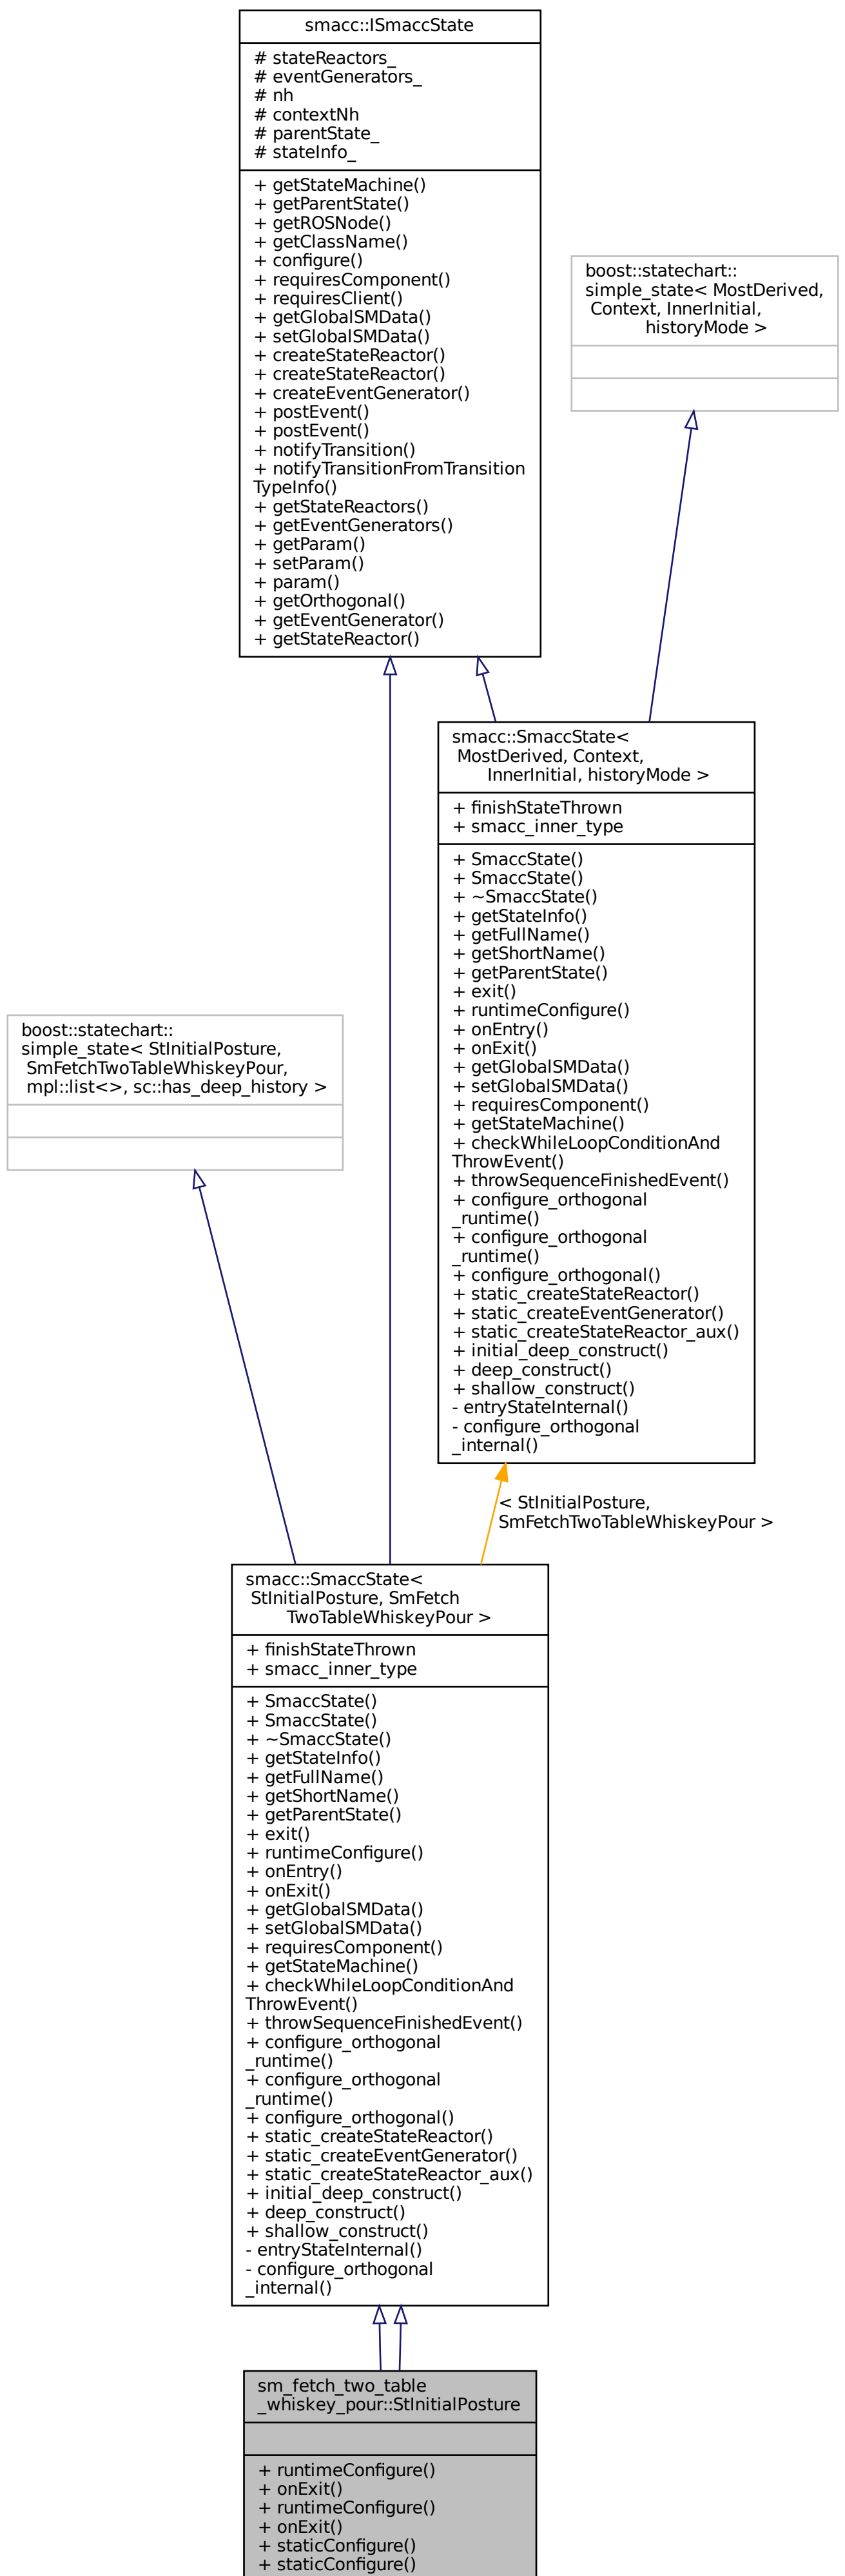 smacc::ISmaccState
# stateReactors_
# eventGenerators_
# nh
# contextNh
# parentState_
# stateInfo_
+ getStateMachine()
+ getParentState()
+ getROSNode()
+ getClassName()
+ configure()
+ requiresComponent()
+ requiresClient()
+ getGlobalSMData()
+ setGlobalSMData()
+ createStateReactor()
+ createStateReactor()
+ createEventGenerator()
+ postEvent()
+ postEvent()
+ notifyTransition()
+ notifyTransitionFromTransition
TypeInfo()
+ getStateReactors()
+ getEventGenerators()
+ getParam()
+ setParam()
+ param()
+ getOrthogonal()
+ getEventGenerator()
+ getStateReactor()
boost::statechart::
simple_state< MostDerived,
Context, InnerInitial,
historyMode >
smacc::SmaccState<
MostDerived, Context,
InnerInitial, historyMode >
+ finishStateThrown
+ smacc_inner_type
+ SmaccState()
+ SmaccState()
+ ~SmaccState()
+ getStateInfo()
+ getFullName()
+ getShortName()
+ getParentState()
+ exit()
+ runtimeConfigure()
+ onEntry()
+ onExit()
+ getGlobalSMData()
+ setGlobalSMData()
+ requiresComponent()
+ getStateMachine()
+ checkWhileLoopConditionAnd
ThrowEvent()
+ throwSequenceFinishedEvent()
+ configure_orthogonal
_runtime()
+ configure_orthogonal
_runtime()
+ configure_orthogonal()
+ static_createStateReactor()
+ static_createEventGenerator()
+ static_createStateReactor_aux()
+ initial_deep_construct()
+ deep_construct()
+ shallow_construct()
- entryStateInternal()
- configure_orthogonal
_internal()
boost::statechart::
simple_state< StInitialPosture,
SmFetchTwoTableWhiskeyPour,
mpl::list<>, sc::has_deep_history >
< StInitialPosture,
SmFetchTwoTableWhiskeyPour >
smacc::SmaccState<
StInitialPosture, SmFetch
TwoTableWhiskeyPour >
+ finishStateThrown
+ smacc_inner_type
+ SmaccState()
+ SmaccState()
+ ~SmaccState()
+ getStateInfo()
+ getFullName()
+ getShortName()
+ getParentState()
+ exit()
+ runtimeConfigure()
+ onEntry()
+ onExit()
+ getGlobalSMData()
+ setGlobalSMData()
+ requiresComponent()
+ getStateMachine()
+ checkWhileLoopConditionAnd
ThrowEvent()
+ throwSequenceFinishedEvent()
+ configure_orthogonal
_runtime()
+ configure_orthogonal
_runtime()
+ configure_orthogonal()
+ static_createStateReactor()
+ static_createEventGenerator()
+ static_createStateReactor_aux()
+ initial_deep_construct()
+ deep_construct()
+ shallow_construct()
- entryStateInternal()
- configure_orthogonal
_internal()
sm_fetch_two_table
_whiskey_pour::StInitialPosture
+ runtimeConfigure()
+ onExit()
+ runtimeConfigure()
+ onExit()
+ staticConfigure()
+ staticConfigure()